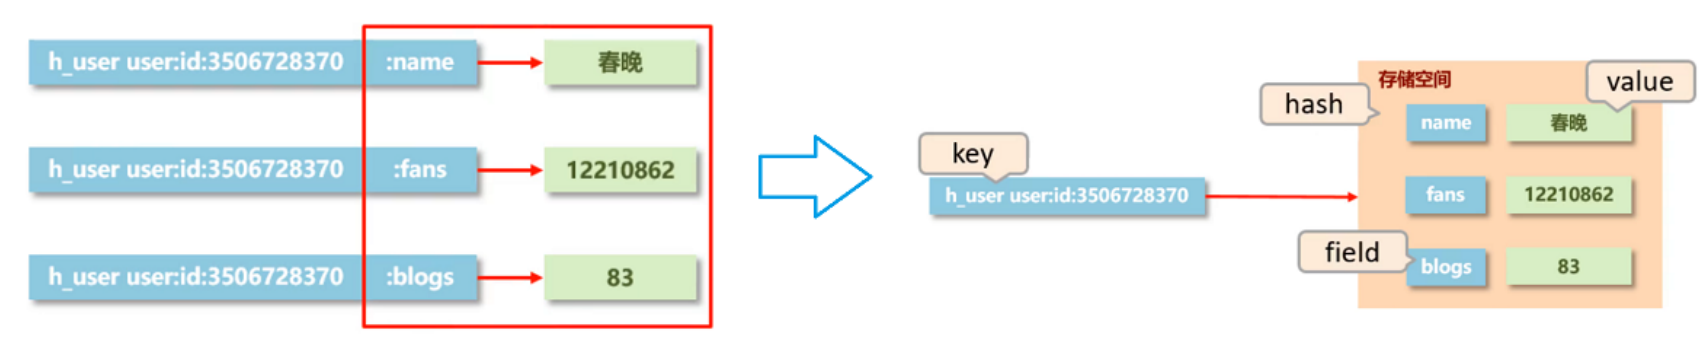 h_user user:id:3506728370 :name 春晚
h_user user:id:3506728370 :fans 12210862
h_user user:id:3506728370 :blogs 83
key
h_user user:id:3506728370
hash
存储空间
value
name 春晚
fans 12210862
field
blogs 83